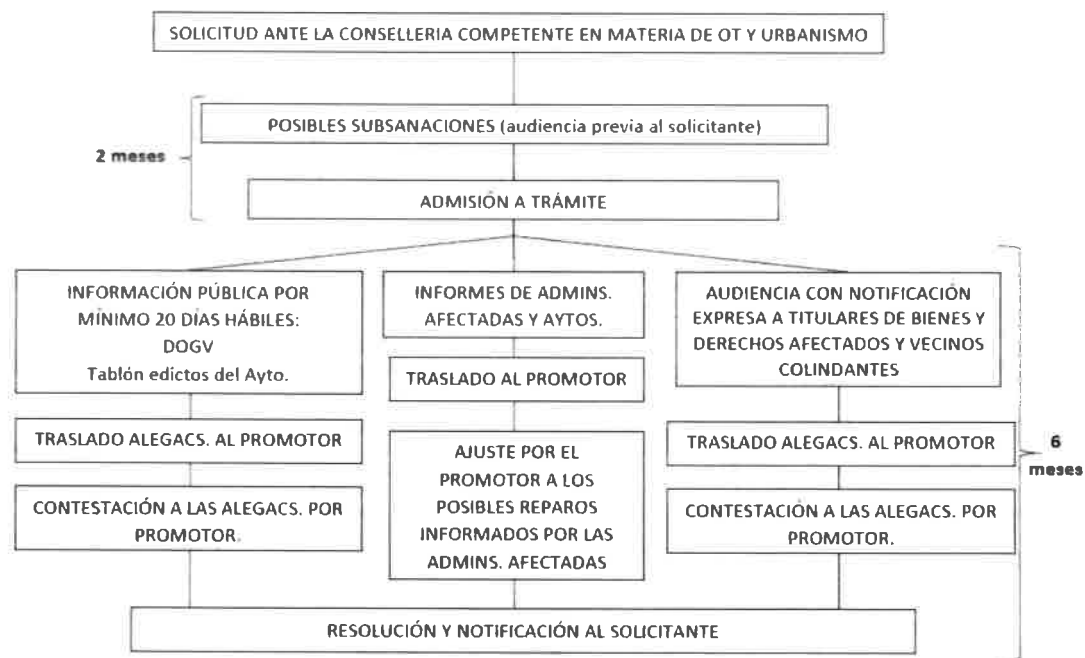 SOLICITUD ANTE LA CONSELLERIA COMPETENTE EN MATERIA DE OT Y URBANISMO
POSIBLES SUBSANACIONES (audiencia previa al solicitante)
2 meses
ADMISIÓN A TRÁMITE
INFORMACIÓN PÚBLICA POR
MÍNIMO 20 DÍAS HÁBILES:
DOGV
Tablón edictos del Ayto.
TRASLADO ALEGACS. AL PROMOTOR
CONTESTACIÓN A LAS ALEGACS. POR
PROMOTOR.
INFORMES DE ADMINS.
AFECTADAS Y AYTOS.
TRASLADO AL PROMOTOR
AJUSTE POR EL
PROMOTOR A LOS
POSIBLES REPAROS
INFORMADOS POR LAS
ADMINS. AFECTADAS
AUDIENCIA CON NOTIFICACIÓN
EXPRESA A TITULARES DE BIENES Y
DERECHOS AFECTADOS Y VECINOS
COLINDANTES
TRASLADO ALEGACS. AL PROMOTOR
CONTESTACIÓN A LAS ALEGACS. POR
PROMOTOR.
6
meses
RESOLUCIÓN Y NOTIFICACIÓN AL SOLICITANTE